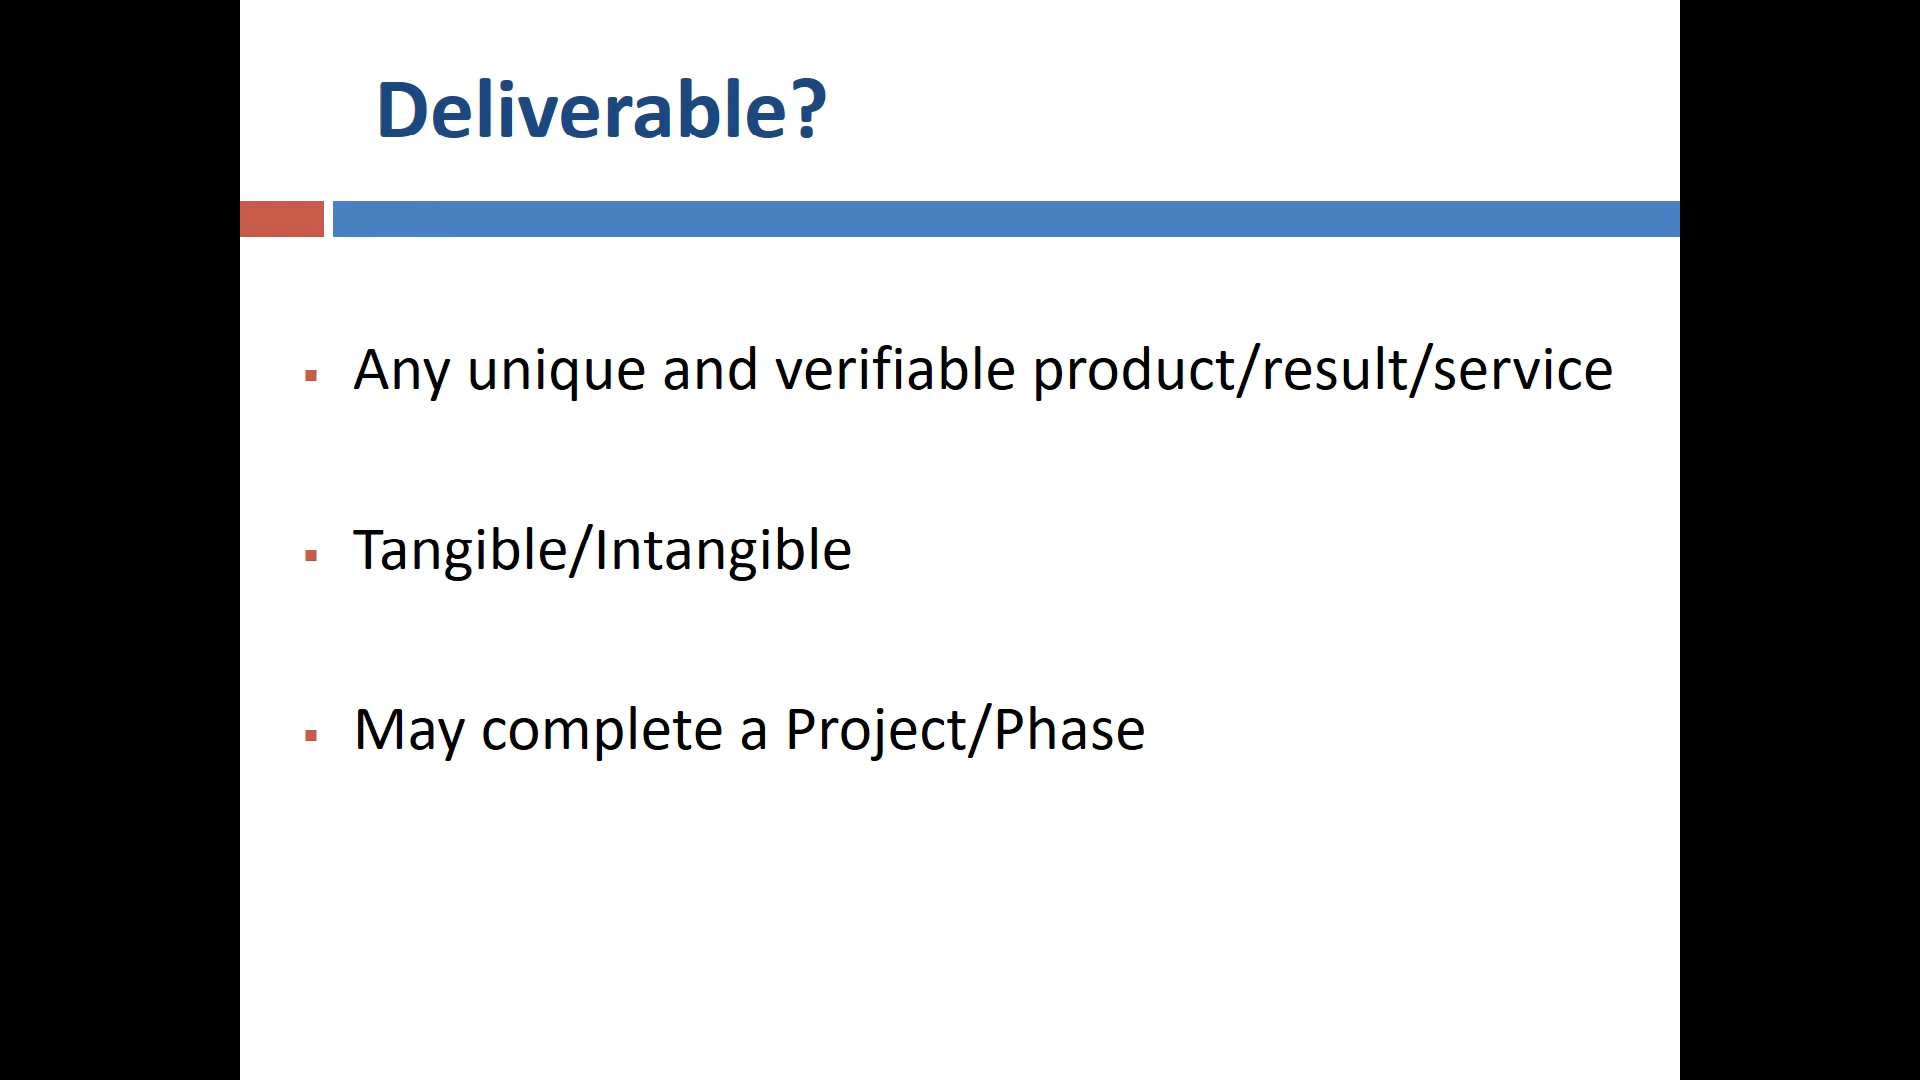 Deliverable?
Any unique and verifiable product/result/service
Tangible/Intangible
May complete a Project/Phase